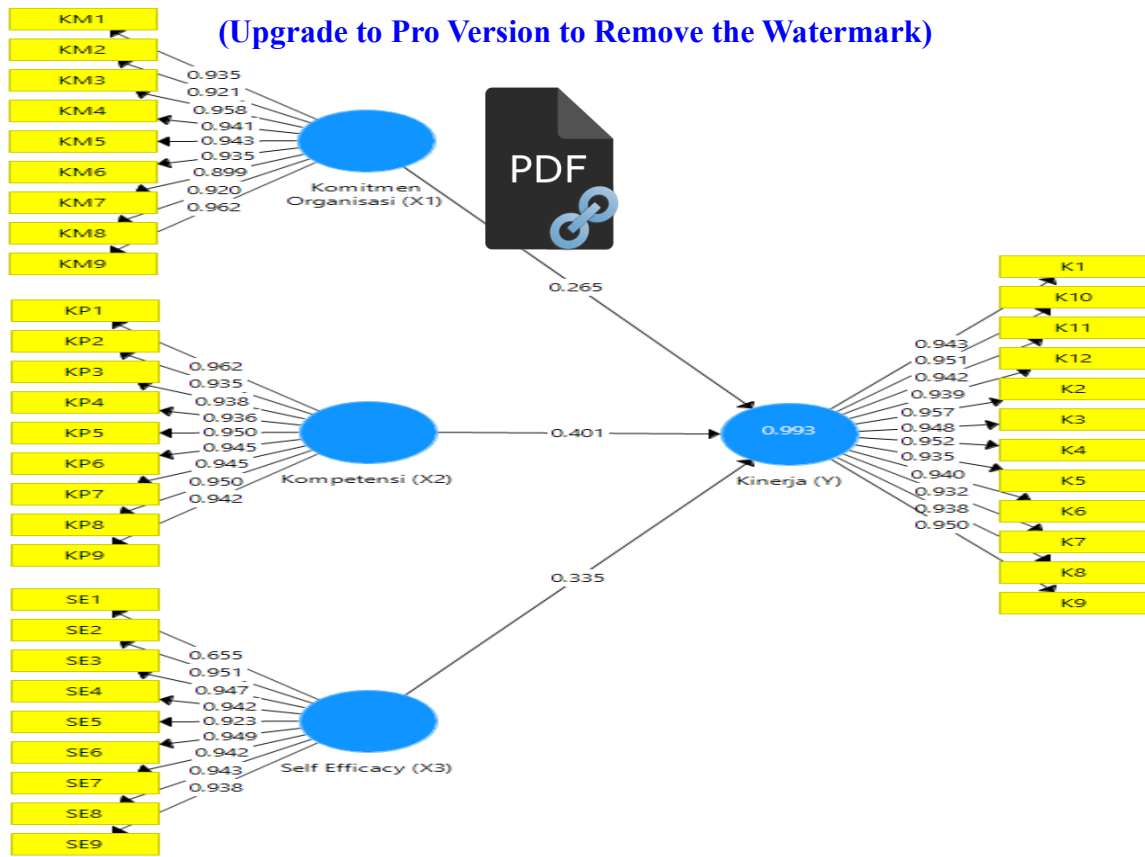 (Upgrade to Pro Version to Remove the Watermark)
PDF
KM1
KM2
KM3
KM4
KM5
KM6
KM7
KM8
KM9
0.935
0.921
0.958
0.941
0.943
0.935
0.899
0.920
0.962
Komitmen
Organisasi (X1)
0.265
KP1
KP2
KP3
KP4
KP5
KP6
KP7
KP8
KP9
0.962
0.935
0.938
0.936
0.950
0.945
0.945
0.950
0.942
Kompetensi (X2)
0.401
SE1
SE2
SE3
SE4
SE5
SE6
SE7
SE8
SE9
0.655
0.951
0.947
0.942
0.923
0.949
0.942
0.943
0.938
Self Efficacy (X3)
0.335
0.993
Kinerja (Y)
0.943
0.951
0.942
0.939
0.957
0.948
0.952
0.935
0.940
0.932
0.938
0.950
K1
K10
K11
K12
K2
K3
K4
K5
K6
K7
K8
K9